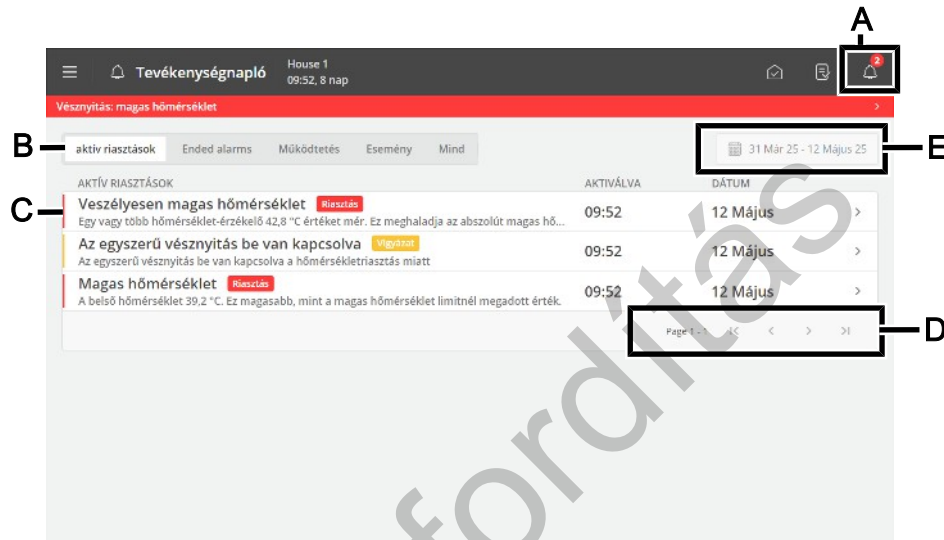 A
House 1
Tevékenységnapló
09:52, 8 nap
2
Vésznyitás: magas hőmérséklet
B
aktív riasztások Ended alarms Működtetés Esemény Mind
31 Már 25 - 12 Május 25
E
AKTÍV RIASZTÁSOK AKTIVÁLVA DÁTUM
C
Veszélyesen magas hőmérséklet Riasztás
Egy vagy több hőmérséklet-érzékelő 42,8 °C értéket mér. Ez meghaladja az abszolút magas hő...
09:52 12 Május
Az egyszerű vésznyitás be van kapcsolva Vigyázat
Az egyszerű vésznyitás be van kapcsolva a hőmérsékletriasztás miatt
09:52 12 Május
Magas hőmérséklet Riasztás
A belső hőmérséklet 39,2 °C. Ez magasabb, mint a magas hőmérséklet limitnél megadott érték.
09:52 12 Május
Page 1 - 1
D
fordítás